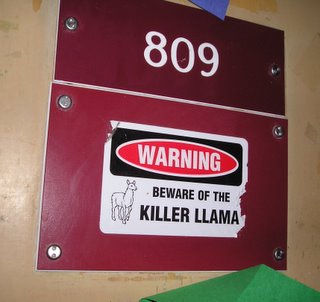 809
WARNING
BEWARE OF THE
KILLER LLAMA